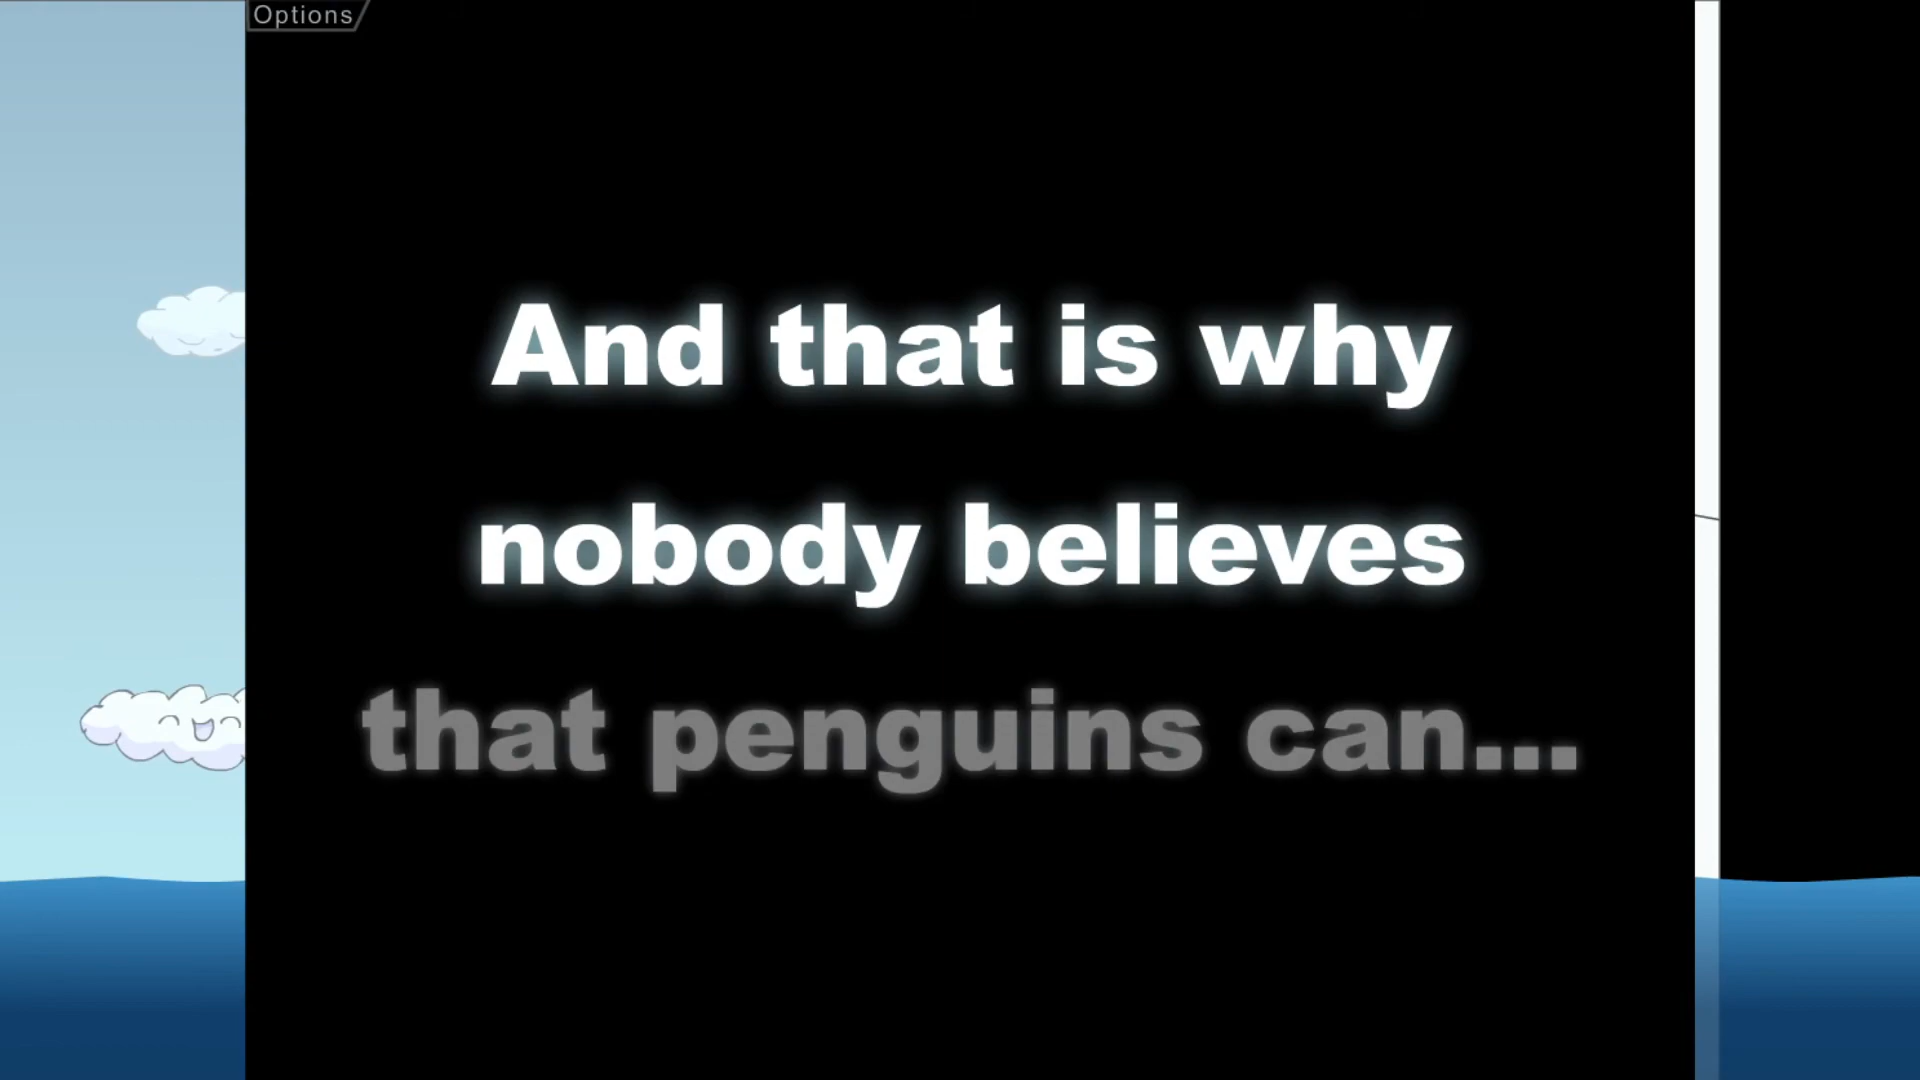 Options
And that is why
nobody believes
that penguins can...